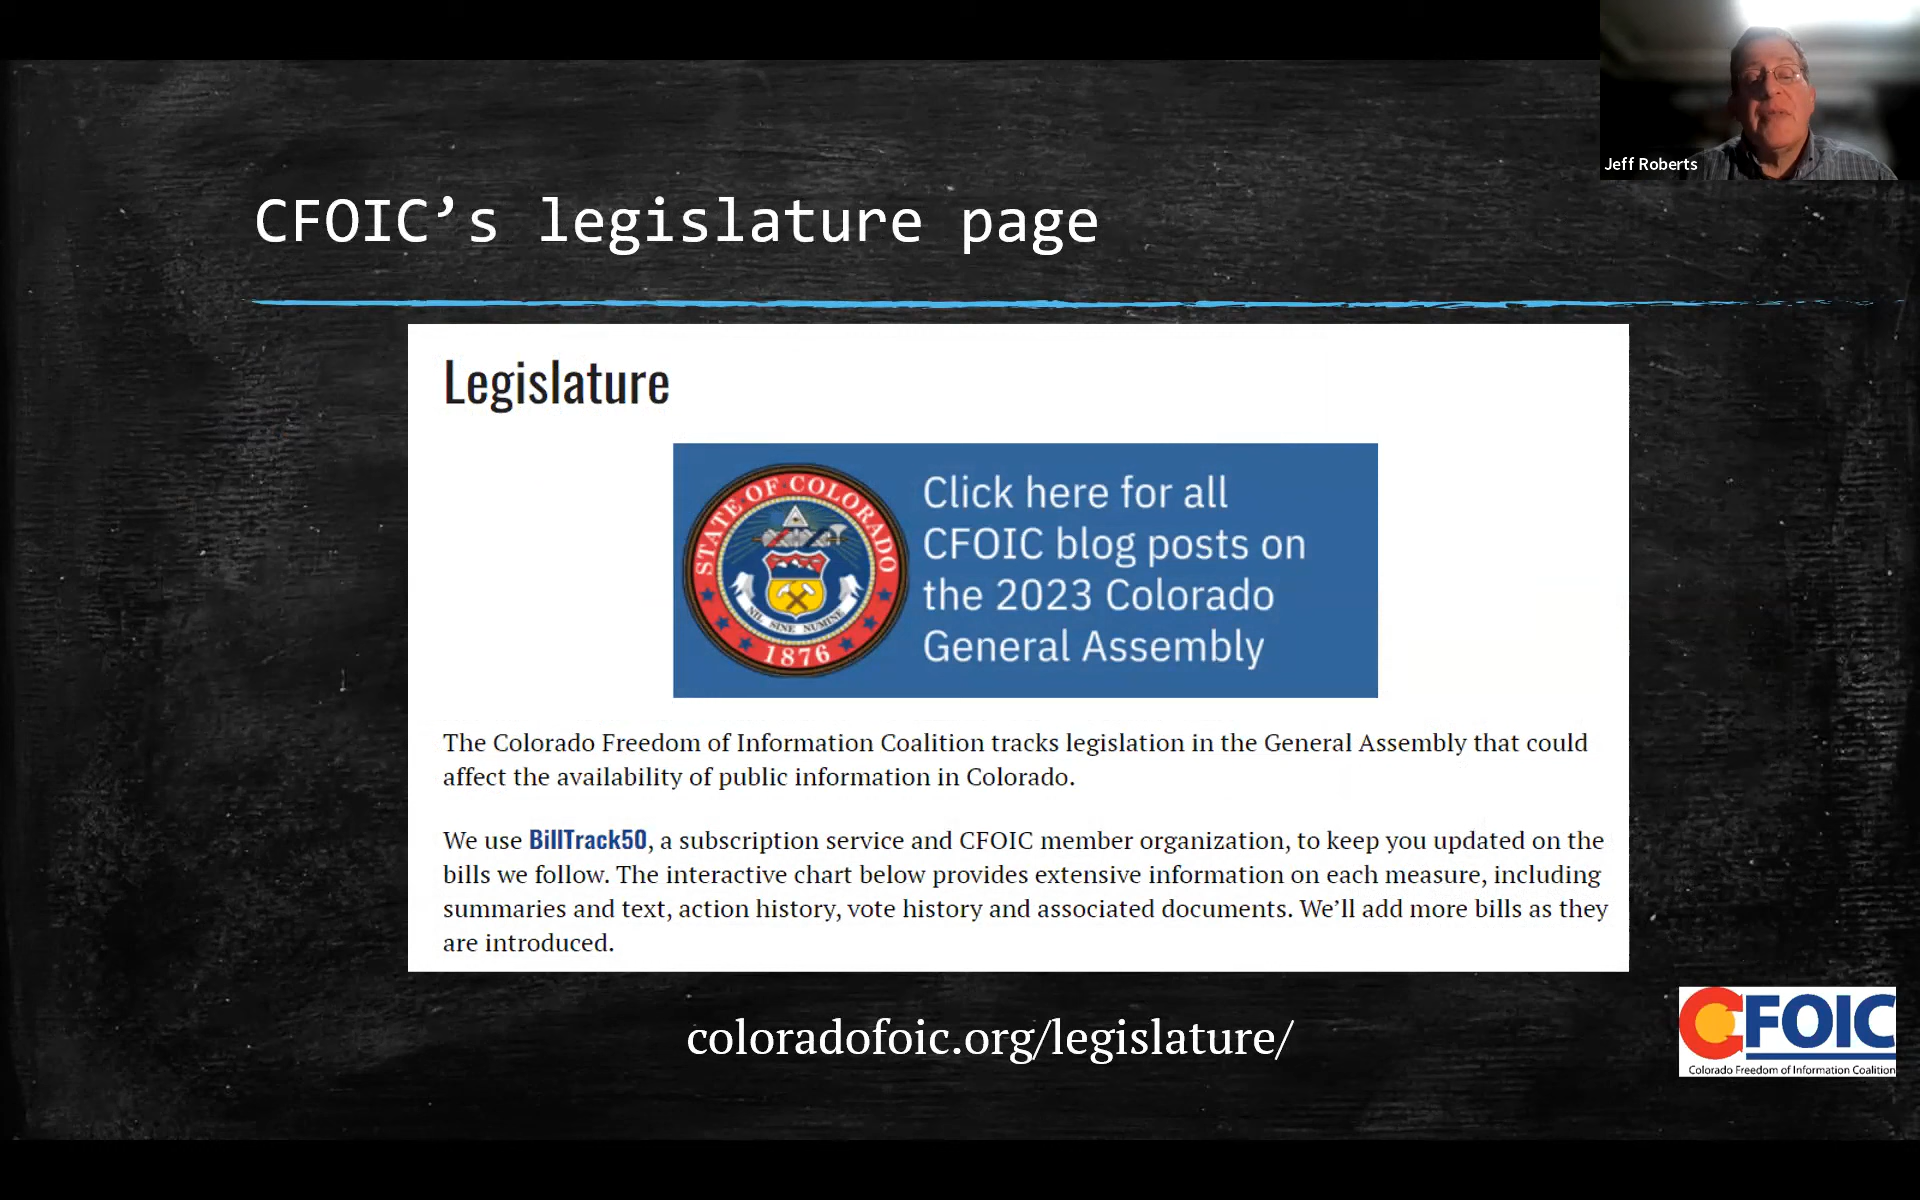 Jeff Roberts
CFOIC’s legislature page
Legislature
STATE OF COLORADO
NIL SINE NUMINE
1876
Click here for all
CFOIC blog posts on
the 2023 Colorado
General Assembly
The Colorado Freedom of Information Coalition tracks legislation in the General Assembly that could
affect the availability of public information in Colorado.
We use BillTrack50, a subscription service and CFOIC member organization, to keep you updated on the
bills we follow. The interactive chart below provides extensive information on each measure, including
summaries and text, action history, vote history and associated documents. We’ll add more bills as they
are introduced.
coloradofoic.org/legislature/
CFOIC
Colorado Freedom of Information Coalition